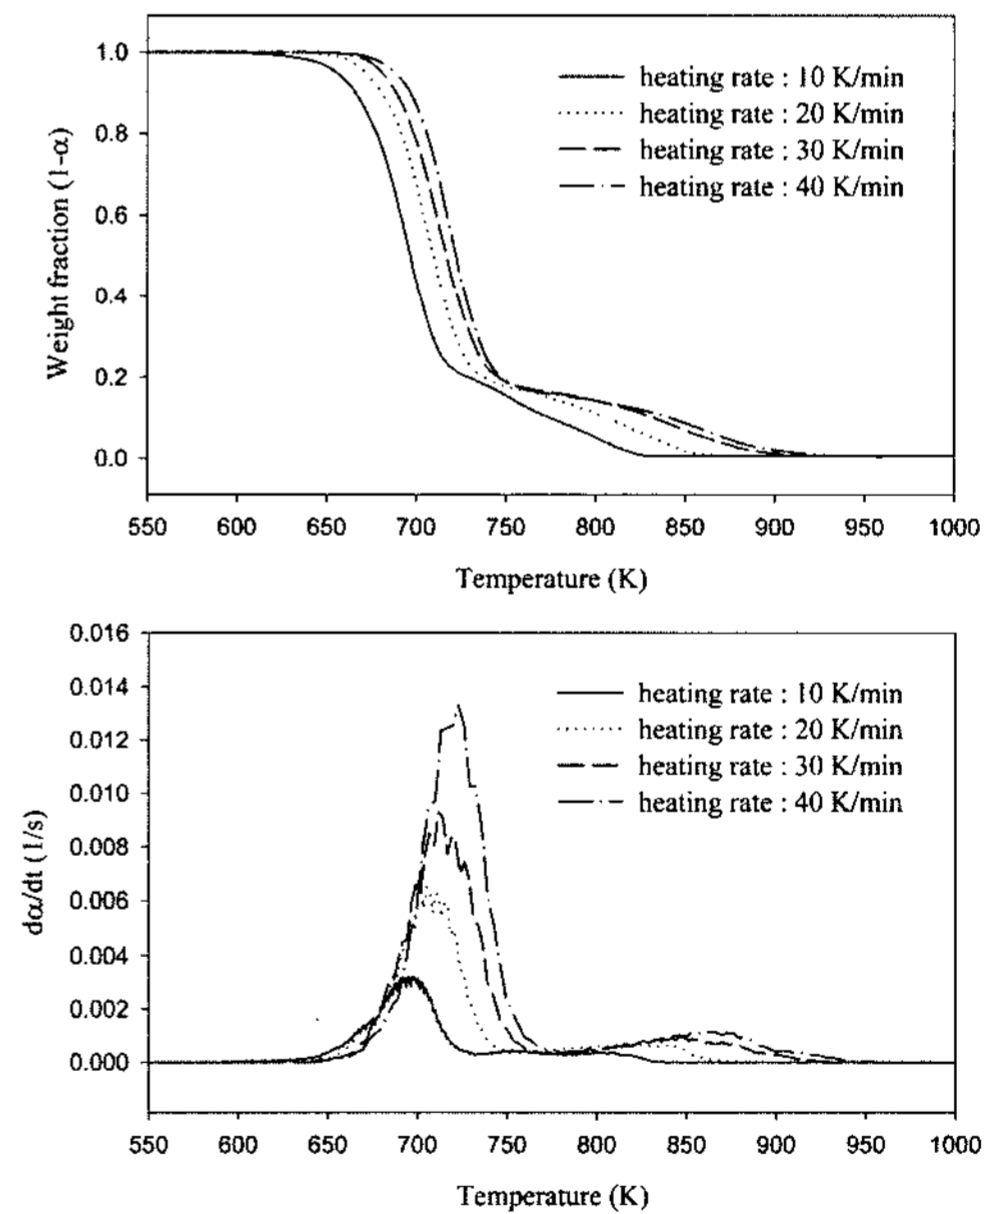 Weight fraction (1-α)
1.0
0.8
0.6
0.4
0.2
0.0
heating rate : 10 K/min
heating rate : 20 K/min
heating rate : 30 K/min
heating rate : 40 K/min
550 600 650 700 750 800 850 900 950 1000
Temperature (K)
dα/dt (1/s)
0.016
0.014
0.012
0.010
0.008
0.006
0.004
0.002
0.000
heating rate : 10 K/min
heating rate : 20 K/min
heating rate : 30 K/min
heating rate : 40 K/min
550 600 650 700 750 800 850 900 950 1000
Temperature (K)